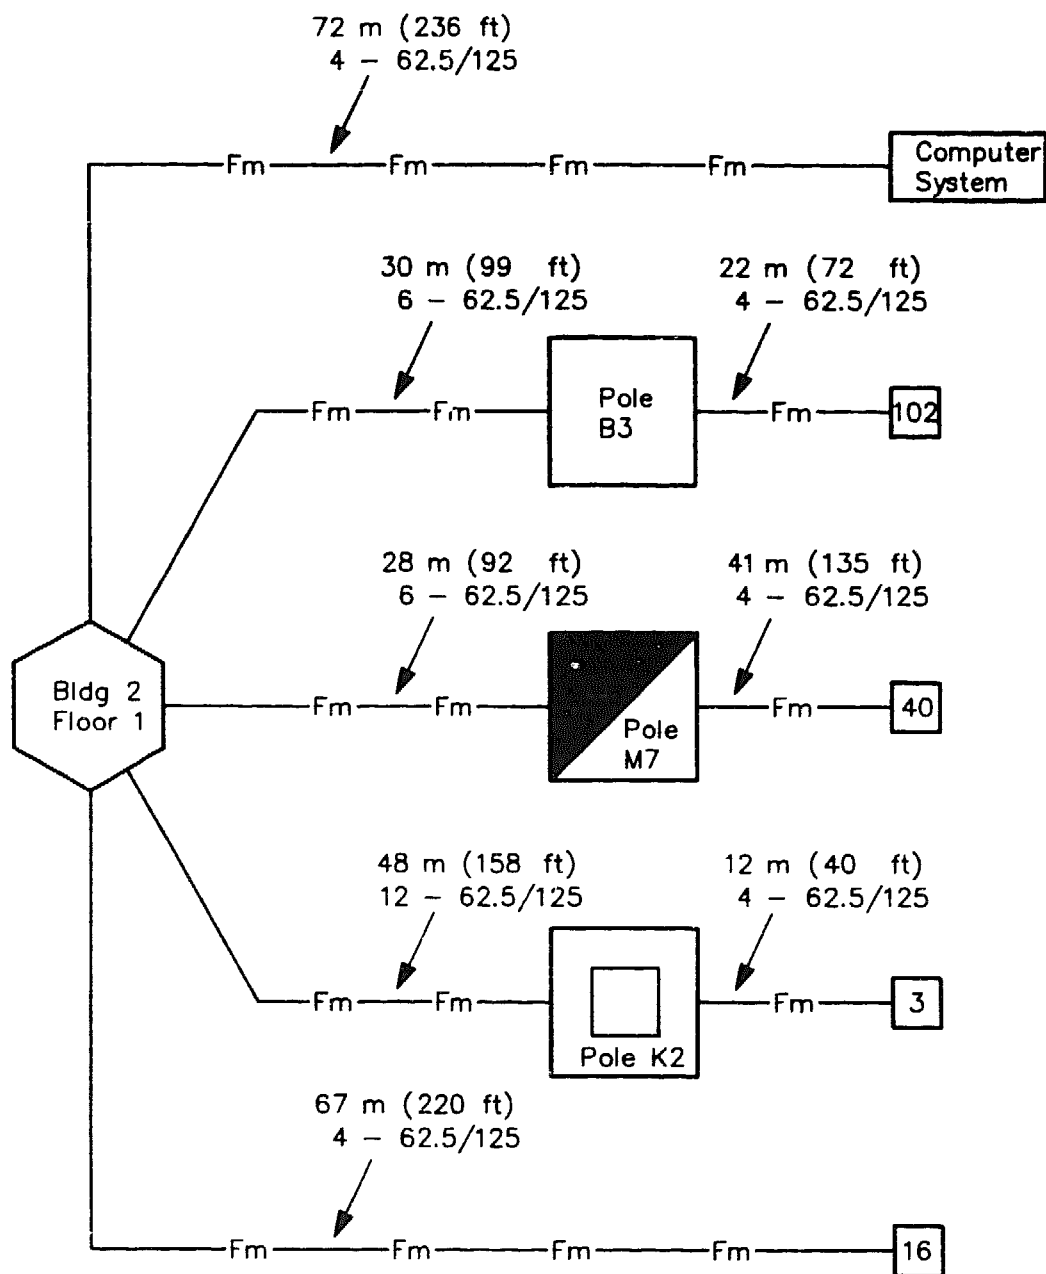 72 m (236 ft)
4 – 62.5/125
Fm Fm Fm Fm
Computer
System
30 m (99 ft)
6 – 62.5/125
22 m (72 ft)
4 – 62.5/125
Fm Fm
Pole
B3
Fm
102
28 m (92 ft)
6 – 62.5/125
41 m (135 ft)
4 – 62.5/125
Bldg 2
Floor 1
Fm Fm
Pole
M7
Fm
40
48 m (158 ft)
12 – 62.5/125
12 m (40 ft)
4 – 62.5/125
Fm Fm
Pole K2
Fm
3
67 m (220 ft)
4 – 62.5/125
Fm Fm Fm Fm
16